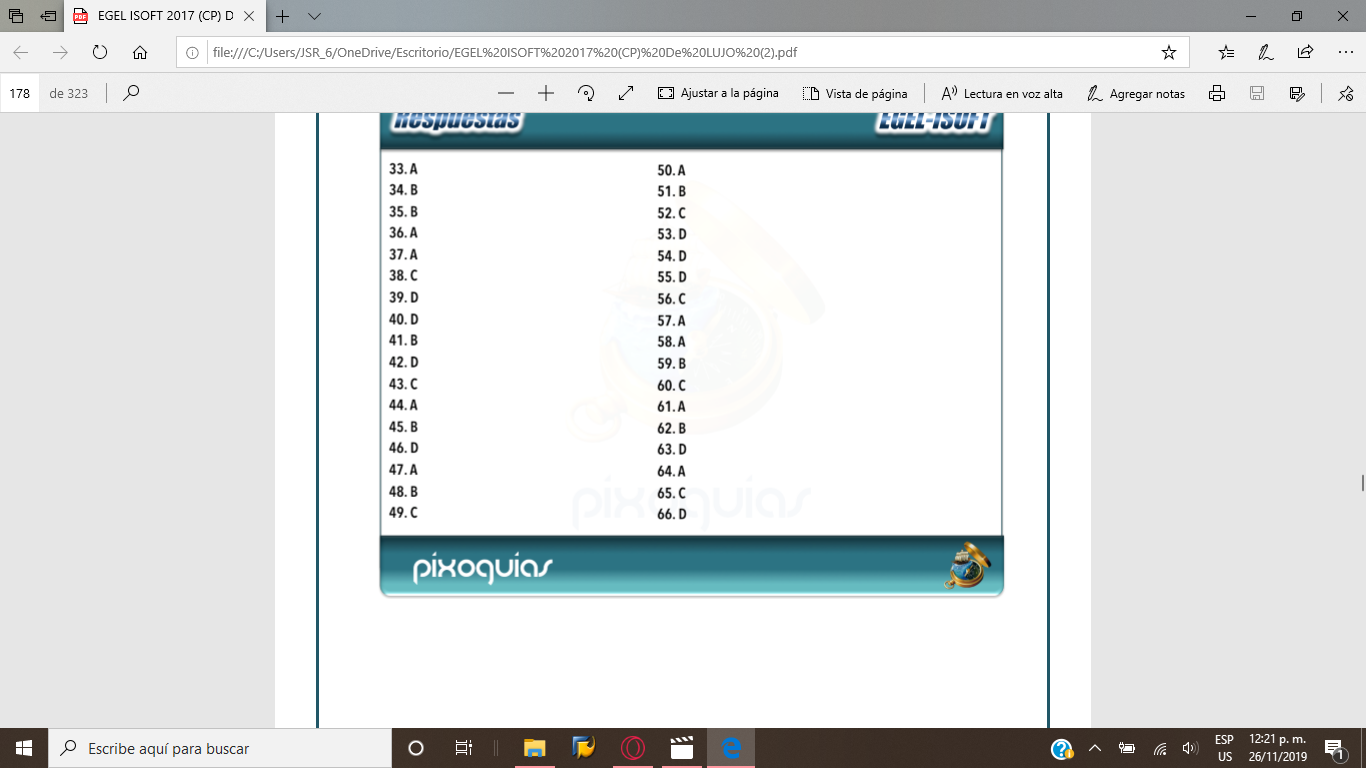 EGEL ISOFT 2017 (CP) D
file:///C:/Users/JSR_6/OneDrive/Escritorio/EGEL%20ISOFT%202017%20(CP)%20De%20LUJO%20(2).pdf
178 de 323
Ajustar a la página
Vista de página
Lectura en voz alta
Agregar notas
Respuestas
EGEL-ISOFT
33. A
34. B
35. B
36. A
37. A
38. C
39. D
40. D
41. B
42. D
43. C
44. A
45. B
46. D
47. A
48. B
49. C
50. A
51. B
52. C
53. D
54. D
55. D
56. C
57. A
58. A
59. B
60. C
61. A
62. B
63. D
64. A
65. C
66. D
pixoguías
pixoguías
Escribe aquí para buscar
ESP
US
12:21 p. m.
26/11/2019
1